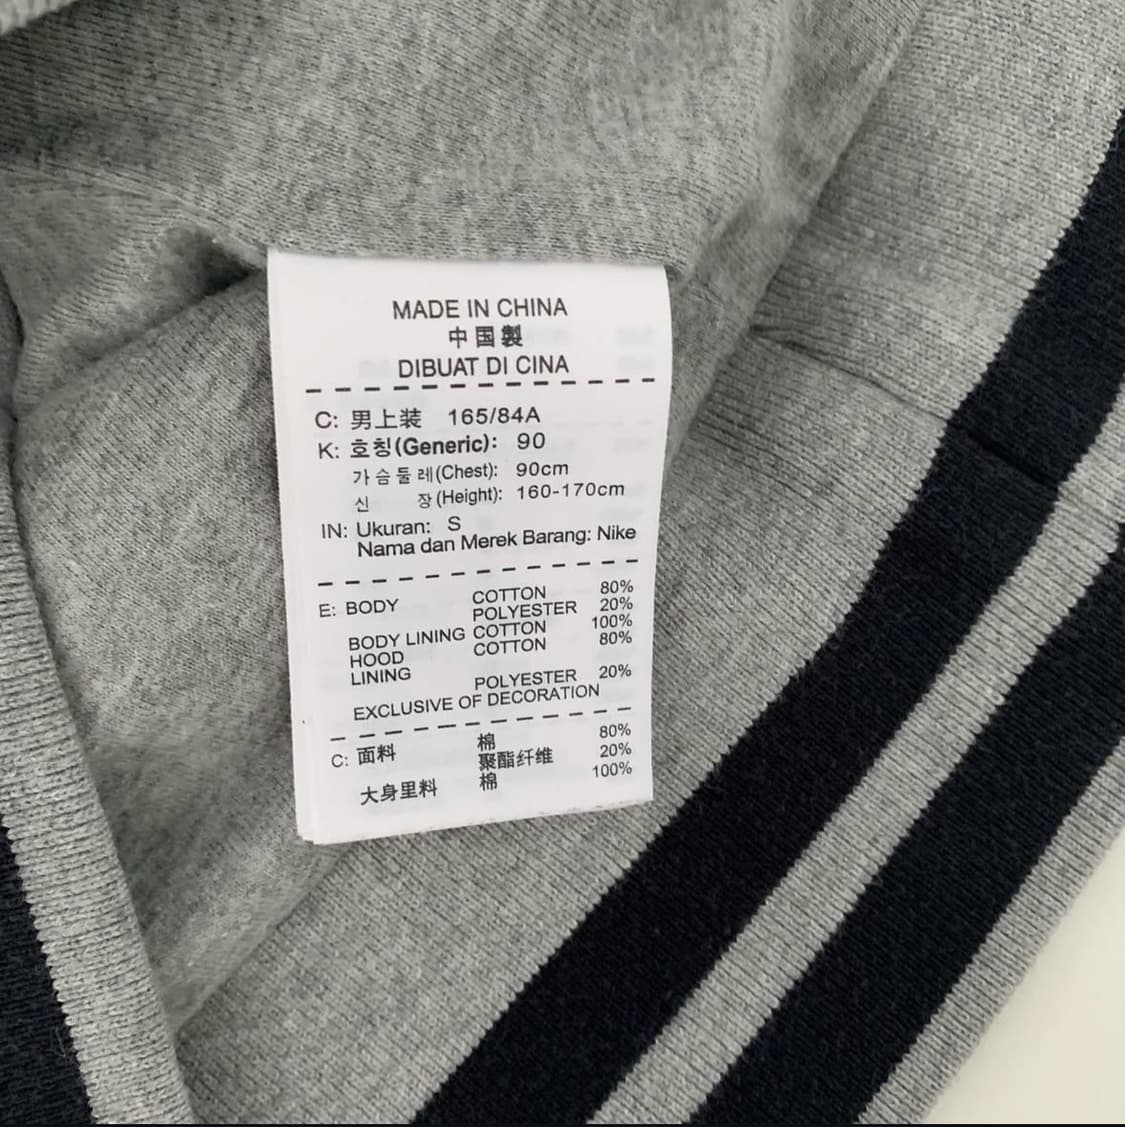 MADE IN CHINA
中国製
DIBUAT DI CINA
C: 男上装 165/84A
K: 호칭(Generic): 90
가슴둘레(Chest): 90cm
신 장(Height): 160-170cm
IN: Ukuran: S
Nama dan Merek Barang: Nike
E: BODY COTTON 80%
POLYESTER 20%
BODY LINING COTTON 100%
HOOD COTTON 80%
LINING
POLYESTER 20%
EXCLUSIVE OF DECORATION
C: 面料 棉 80%
聚酯纤维 20%
大身里料 棉 100%